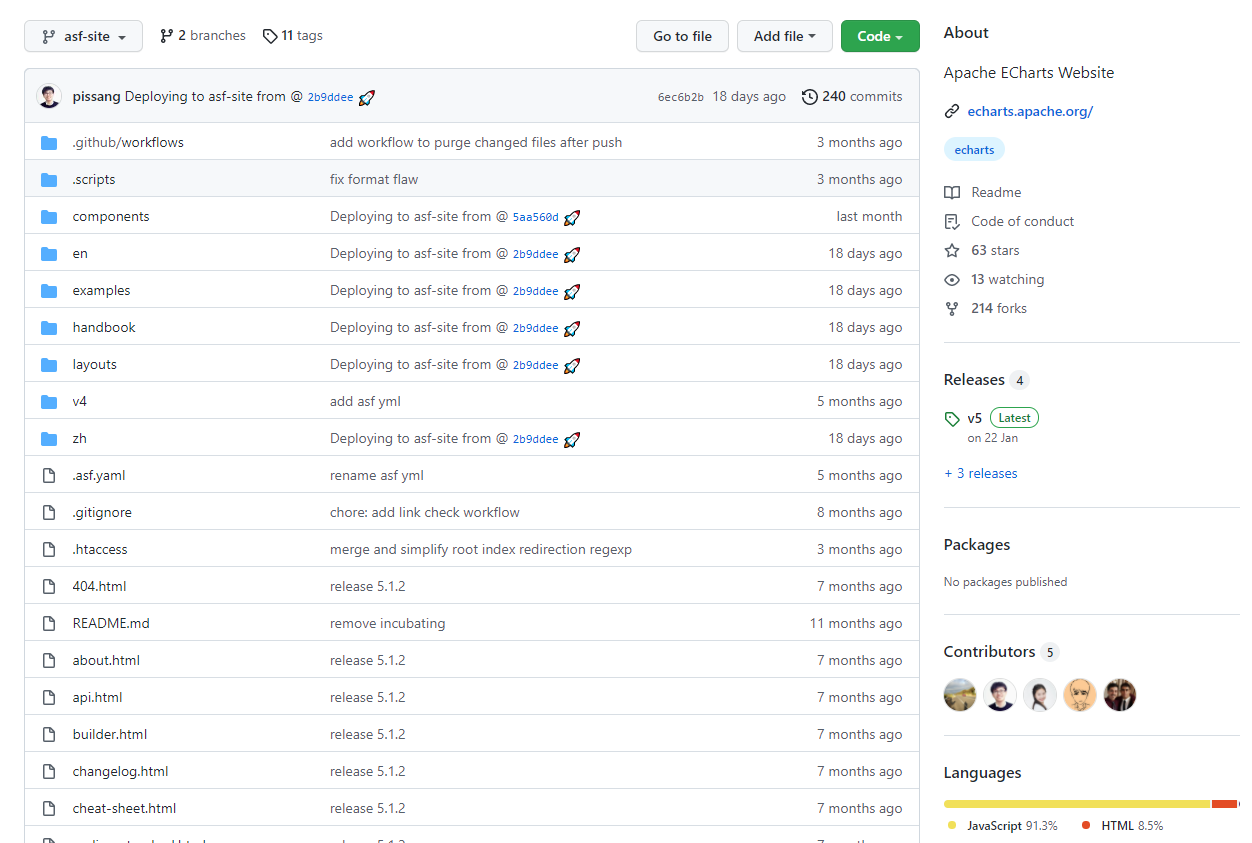 asf-site
2 branches
11 tags
Go to file
Add file
Code
pissang Deploying to asf-site from @ 2b9ddee 🚀 6ec6b2b 18 days ago 240 commits
.github/workflows add workflow to purge changed files after push 3 months ago
.scripts fix format flaw 3 months ago
components Deploying to asf-site from @ 5aa560d 🚀 last month
en Deploying to asf-site from @ 2b9ddee 🚀 18 days ago
examples Deploying to asf-site from @ 2b9ddee 🚀 18 days ago
handbook Deploying to asf-site from @ 2b9ddee 🚀 18 days ago
layouts Deploying to asf-site from @ 2b9ddee 🚀 18 days ago
v4 add asf yml 5 months ago
zh Deploying to asf-site from @ 2b9ddee 🚀 18 days ago
.asf.yaml rename asf yml 5 months ago
.gitignore chore: add link check workflow 8 months ago
.htaccess merge and simplify root index redirection regexp 3 months ago
404.html release 5.1.2 7 months ago
README.md remove incubating 11 months ago
about.html release 5.1.2 7 months ago
api.html release 5.1.2 7 months ago
builder.html release 5.1.2 7 months ago
changelog.html release 5.1.2 7 months ago
cheat-sheet.html release 5.1.2 7 months ago
About
Apache ECharts Website
echarts.apache.org/
echarts
Readme
Code of conduct
63 stars
13 watching
214 forks
Releases 4
v5 Latest
on 22 Jan
+ 3 releases
Packages
No packages published
Contributors 5
Languages
JavaScript 91.3% HTML 8.5%